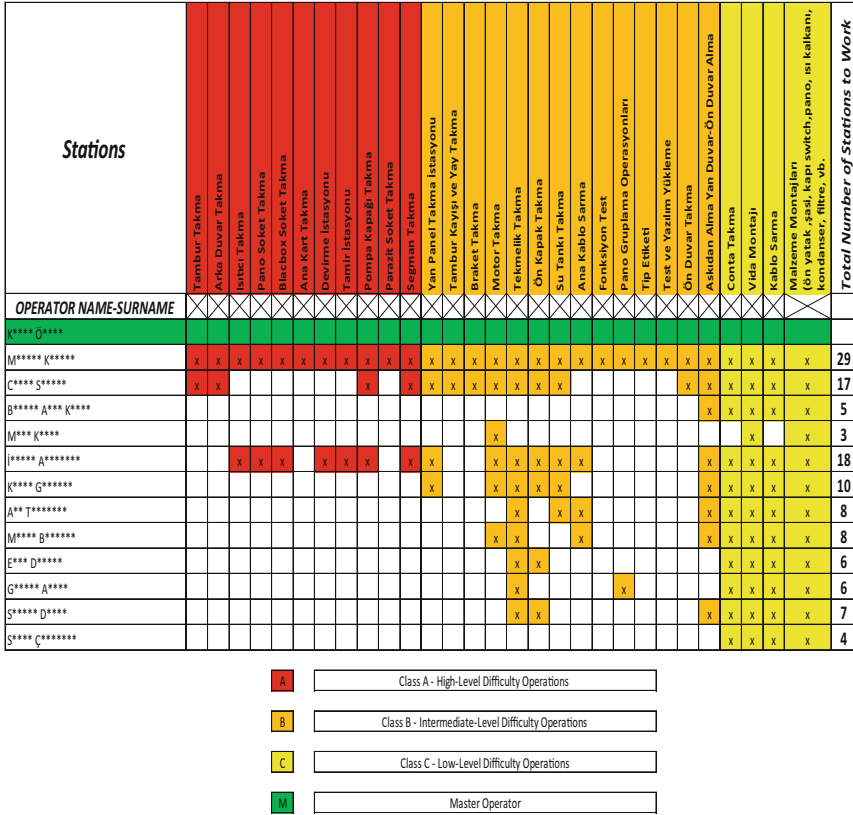 Stations
Tambur Takma
Arka Duvar Takma
Isıtıcı Takma
Pano Soket Takma
Blacbox Soket Takma
Ana Kart Takma
Devirme İstasyonu
Tamir İstasyonu
Pompa Kapağı Takma
Parazit Soket Takma
Segman Takma
Yan Panel Takma İstasyonu
Tambur Kayışı ve Yay Takma
Braket Takma
Motor Takma
Tekmelik Takma
Ön Kapak Takma
Su Tankı Takma
Ana Kablo Sarma
Fonksiyon Test
Pano Gruplama Operasyonları
Tip Etiketi
Test ve Yazılım Yükleme
Ön Duvar Takma
Askıdan Alma Yan Duvar-Ön Duvar Alma
Conta Takma
Vida Montajı
Kablo Sarma
Malzeme Montajları
(ön yatak ,şasi, kapı switch,pano, ısı kalkanı,
kondanser, filtre, vb.
Total Number of Stations to Work
OPERATOR NAME-SURNAME
K**** Ö****
M***** K***** x x x x x x x x x x x x x x x x x x x x x x x x x x x x x 29
C**** S***** x x x x x x x x x x x x x x x x x 17
B***** A*** K**** x x x x x 5
M*** K**** x x x 3
İ***** A******* x x x x x x x x x x x x x x x x x x 18
K**** G****** x x x x x x x x x x 10
A** T******* x x x x x x x x 8
M**** B****** x x x x x x x x 8
E*** D***** x x x x x x 6
G***** A**** x x x x x x 6
S***** D**** x x x x x x x 7
S**** Ç******* x x x x 4
A Class A - High-Level Difficulty Operations
B Class B - Intermediate-Level Difficulty Operations
C Class C - Low-Level Difficulty Operations
M Master Operator